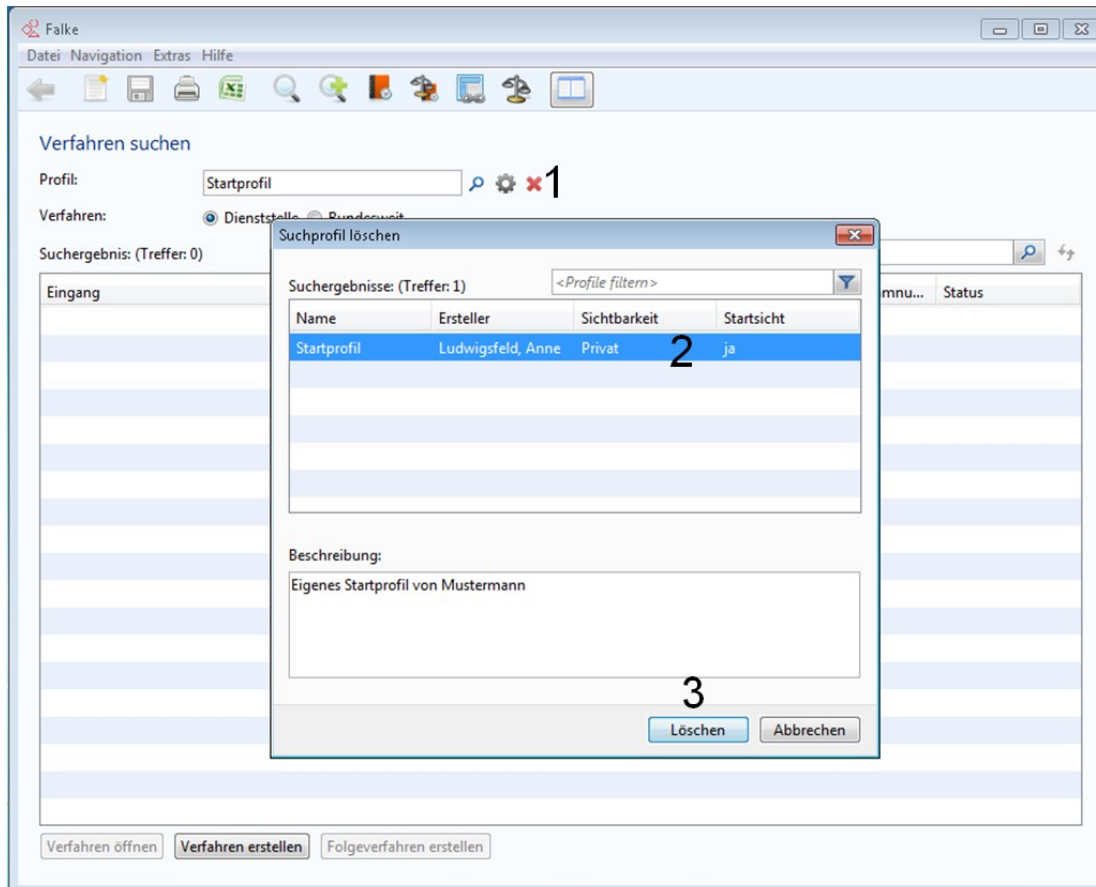 Falke
Datei Navigation Extras Hilfe
Verfahren suchen
Profil: Startprofil 1
Verfahren: Dienststelle Bundesweit
Suchprofil löschen
Suchergebnis: (Treffer: 0)
Suchergebnisse: (Treffer: 1) <Profile filtern>
Eingang mnu... Status
Name Ersteller Sichtbarkeit Startsicht
Startprofil Ludwigsfeld, Anne Privat 2 ja
Beschreibung:
Eigenes Startprofil von Mustermann
3
Löschen Abbrechen
Verfahren öffnen Verfahren erstellen Folgeverfahren erstellen